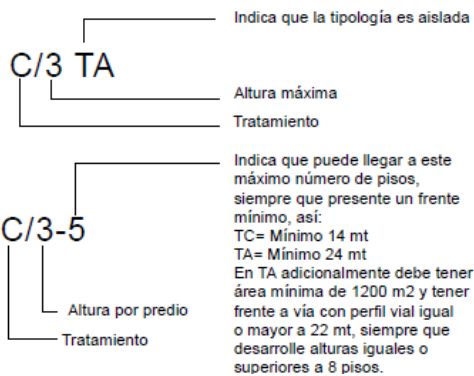 Indica que la tipología es aislada
C/3 TA
Altura máxima
Tratamiento
Indica que puede llegar a este
máximo número de pisos,
siempre que presente un frente
mínimo, así:
TC= Mínimo 14 mt
TA= Mínimo 24 mt
En TA adicionalmente debe tener
área mínima de 1200 m2 y tener
frente a vía con perfil vial igual
o mayor a 22 mt, siempre que
desarrolle alturas iguales o
superiores a 8 pisos.
C/3-5
Altura por predio
Tratamiento